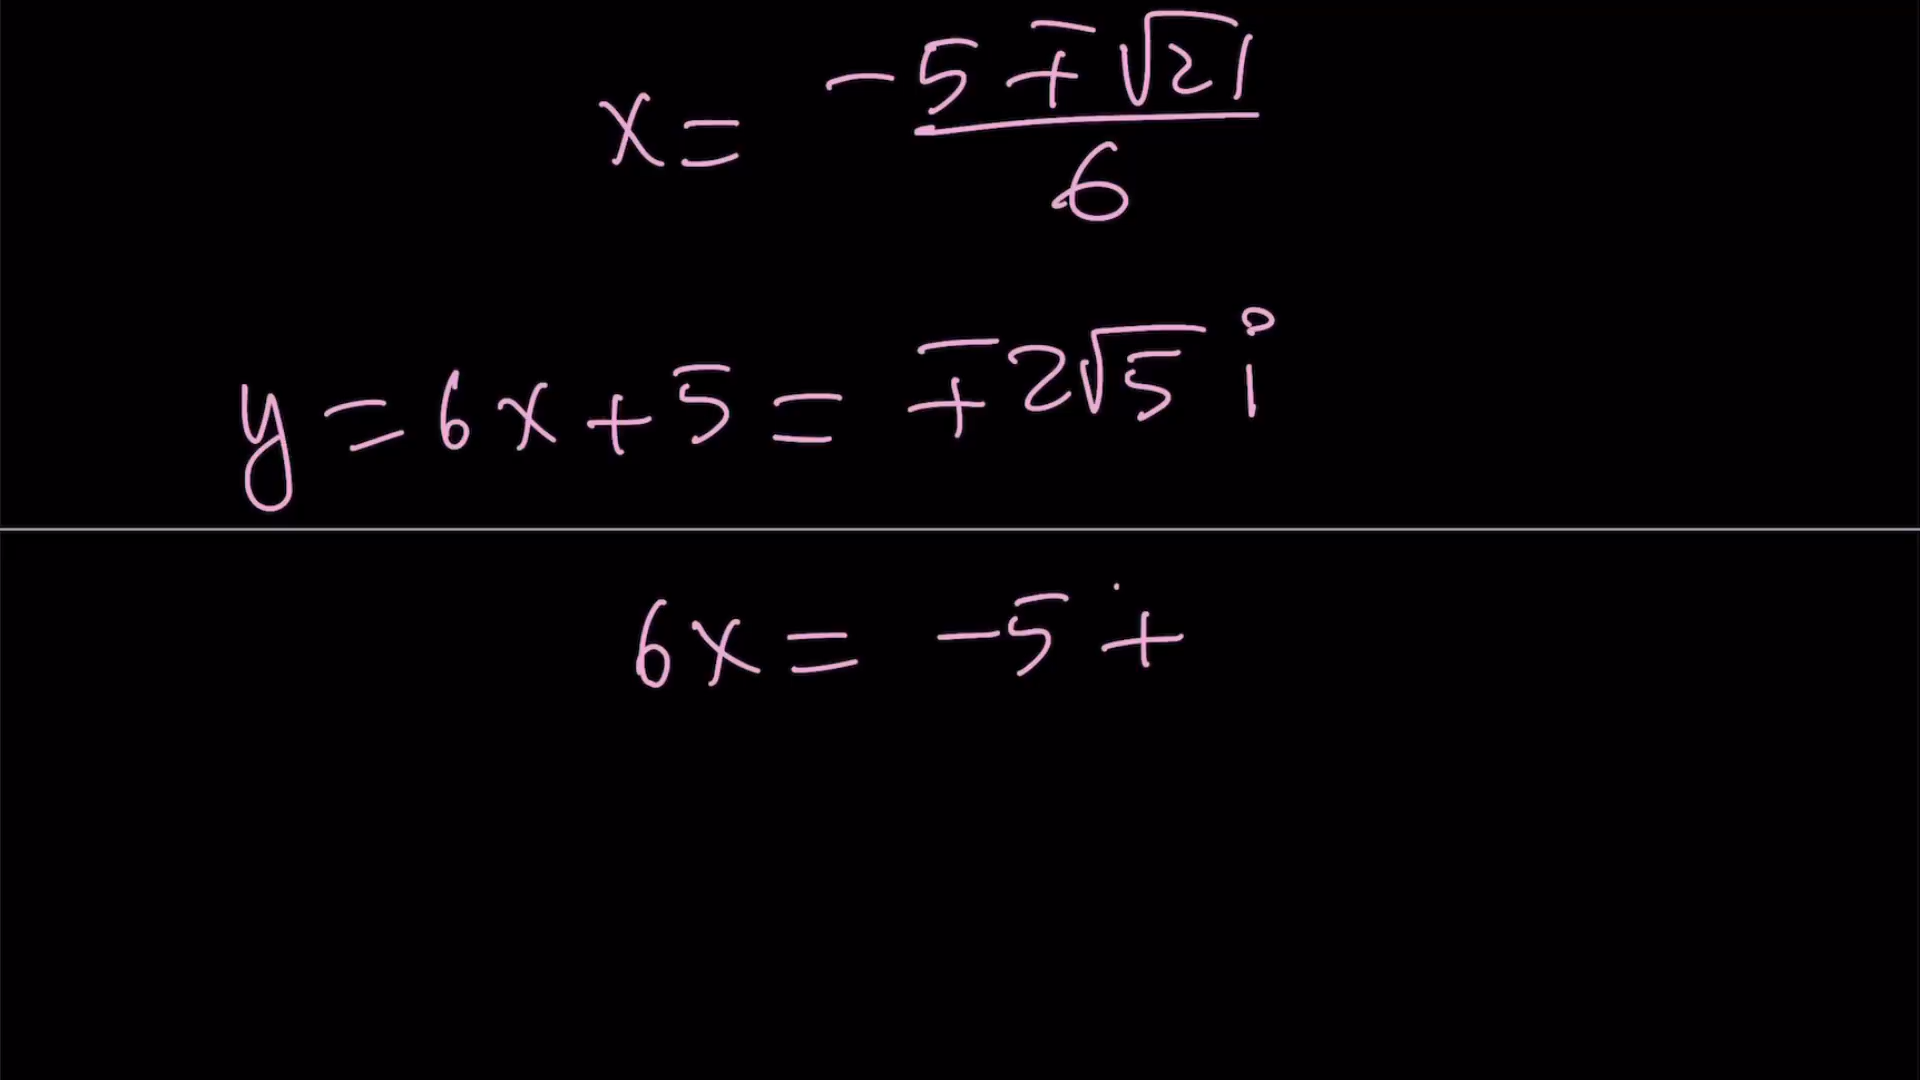 x = (-5 ∓ √21)/6
y = 6x + 5 = ∓2√5 i
6x = -5 +